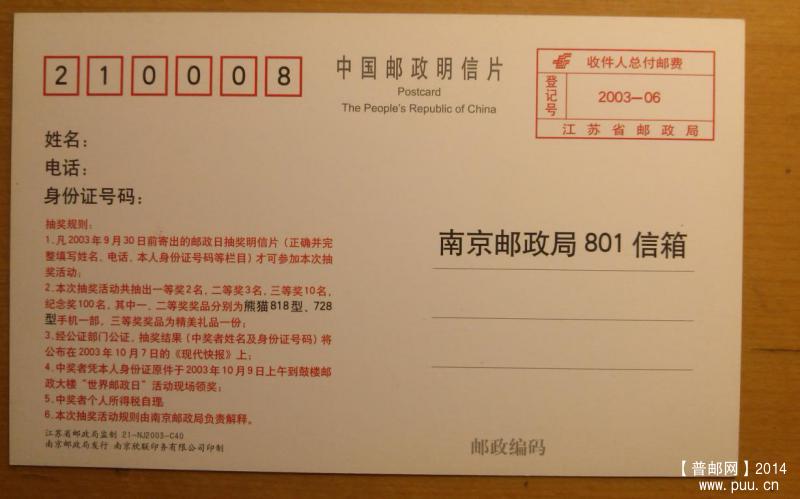 210008
中国邮政明信片
Postcard
The People's Republic of China
收件人总付邮费
登记号
2003—06
江苏省邮政局
姓名:
电话:
身份证号码:
南京邮政局 801 信箱
抽奖规则:
1.凡2003年9月30日前寄出的邮政日抽奖明信片（正确并完
整填写姓名、电话、本人身份证号码等栏目）才可参加本次抽
奖活动;
2.本次抽奖活动共抽出一等奖2名，二等奖3名，三等奖10名，
纪念奖100名，其中一、二等奖奖品分别为熊猫818型、728
型手机一部，三等奖奖品为精美礼品一份;
3.经公证部门公证，抽奖结果（中奖者姓名及身份证号码）将
公布在2003年10月7日的《现代快报》上;
4.中奖者凭本人身份证原件于2003年10月9日上午到鼓楼邮
政大楼“世界邮政日”活动现场领奖;
5.中奖者个人所得税自理.
6.本次抽奖活动规则由南京邮政局负责解释。
江苏省邮政局监制 21-NJ2003-C40
南京邮政局发行 南京欣联印务有限公司印制
邮政编码
【普邮网】2014
www.puu.cn